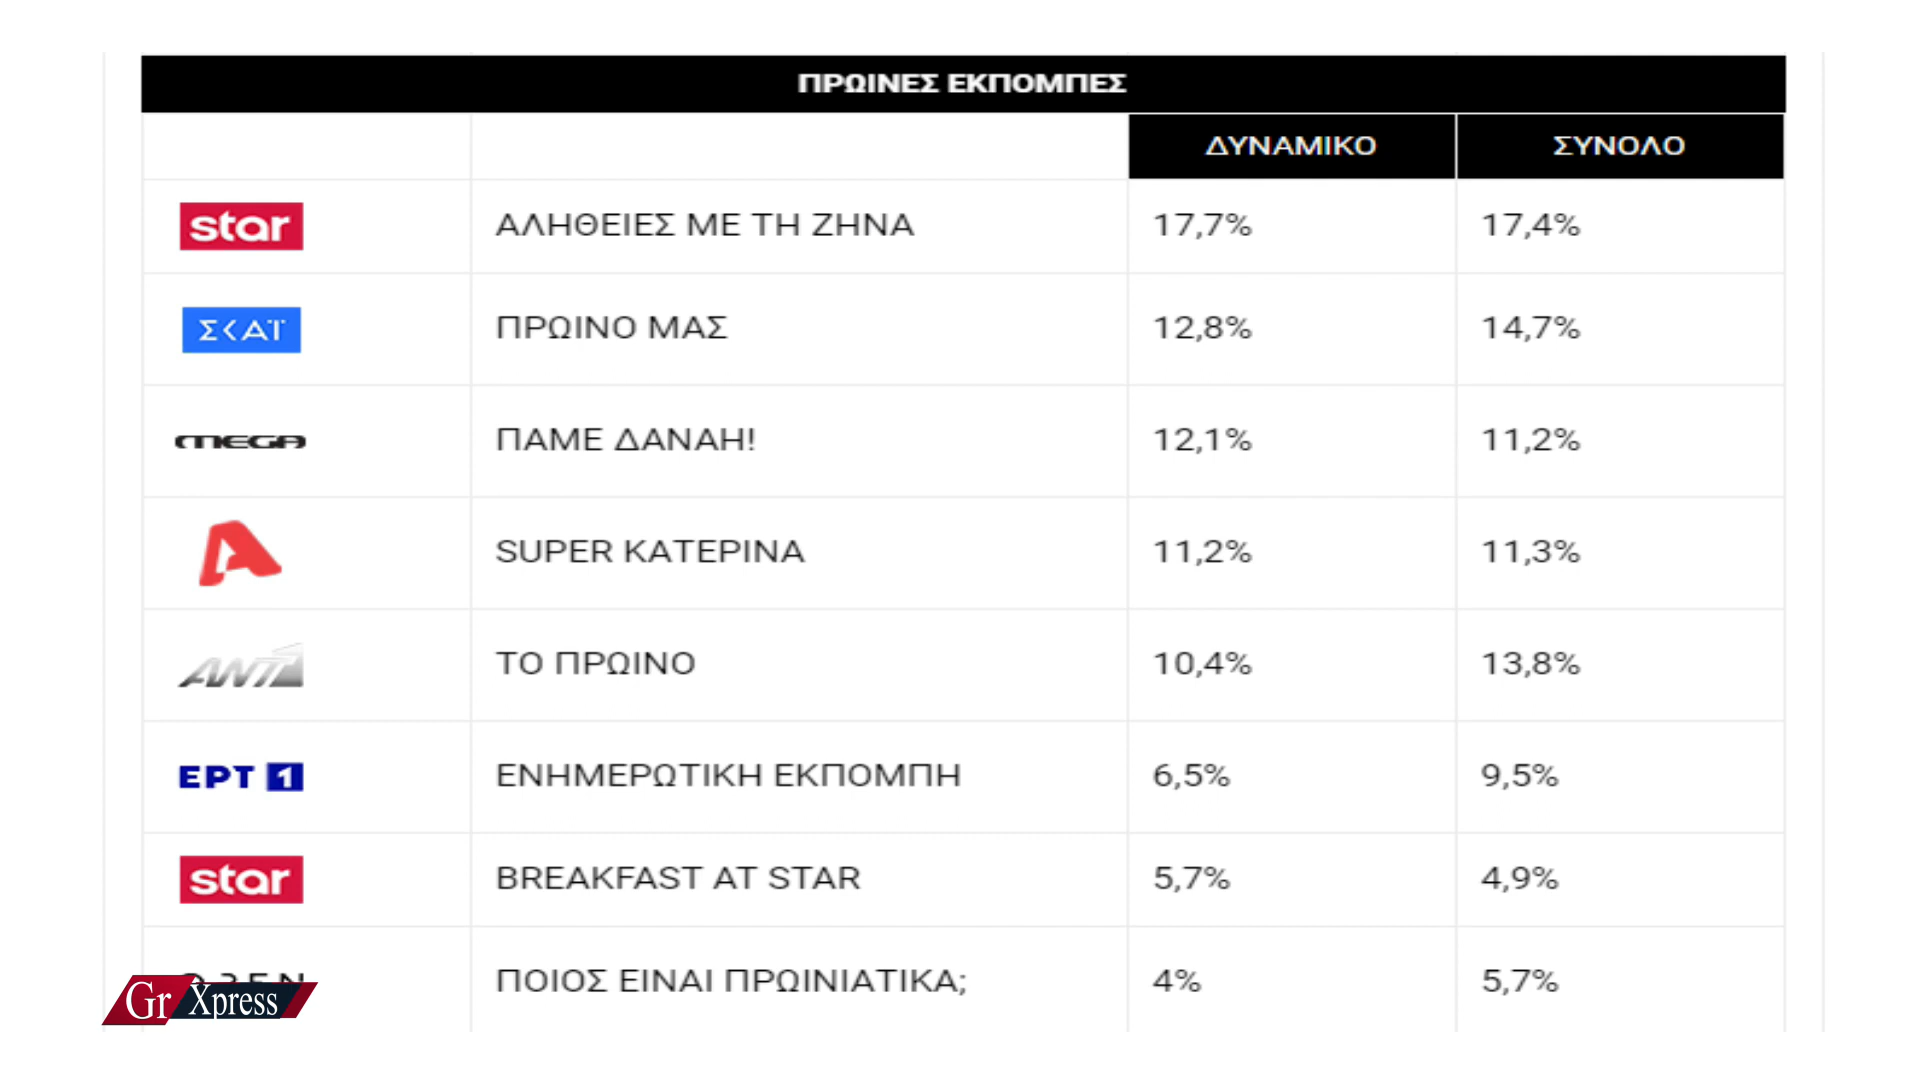 ΠΡΩΙΝΕΣ ΕΚΠΟΜΠΕΣ
ΔΥΝΑΜΙΚΟ ΣΥΝΟΛΟ
star ΑΛΗΘΕΙΕΣ ΜΕ ΤΗ ΖΗΝΑ 17,7% 17,4%
ΣΚΑΪ ΠΡΩΙΝΟ ΜΑΣ 12,8% 14,7%
MEGA ΠΑΜΕ ΔΑΝΑΗ! 12,1% 11,2%
A SUPER ΚΑΤΕΡΙΝΑ 11,2% 11,3%
ANT1 ΤΟ ΠΡΩΙΝΟ 10,4% 13,8%
ΕΡΤ 1 ΕΝΗΜΕΡΩΤΙΚΗ ΕΚΠΟΜΠΗ 6,5% 9,5%
star BREAKFAST AT STAR 5,7% 4,9%
ΠΟΙΟΣ ΕΙΝΑΙ ΠΡΩΙΝΙΑΤΙΚΑ; 4% 5,7%
Gr Xpress